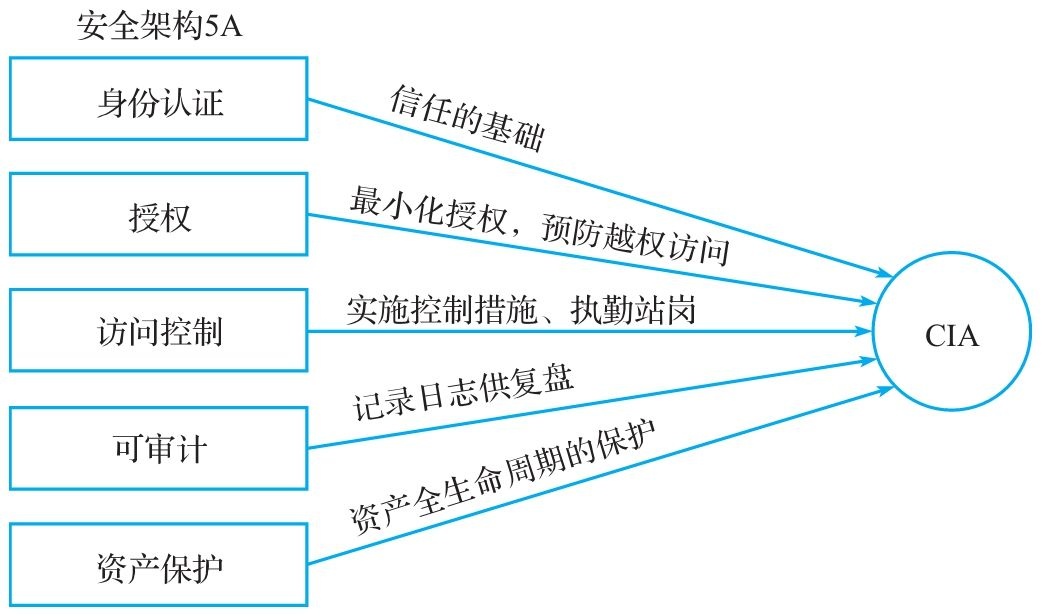 安全架构5A
身份认证
信任的基础
授权
最小化授权，预防越权访问
访问控制
实施控制措施、执勤站岗
CIA
可审计
记录日志供复盘
资产保护
资产全生命周期的保护